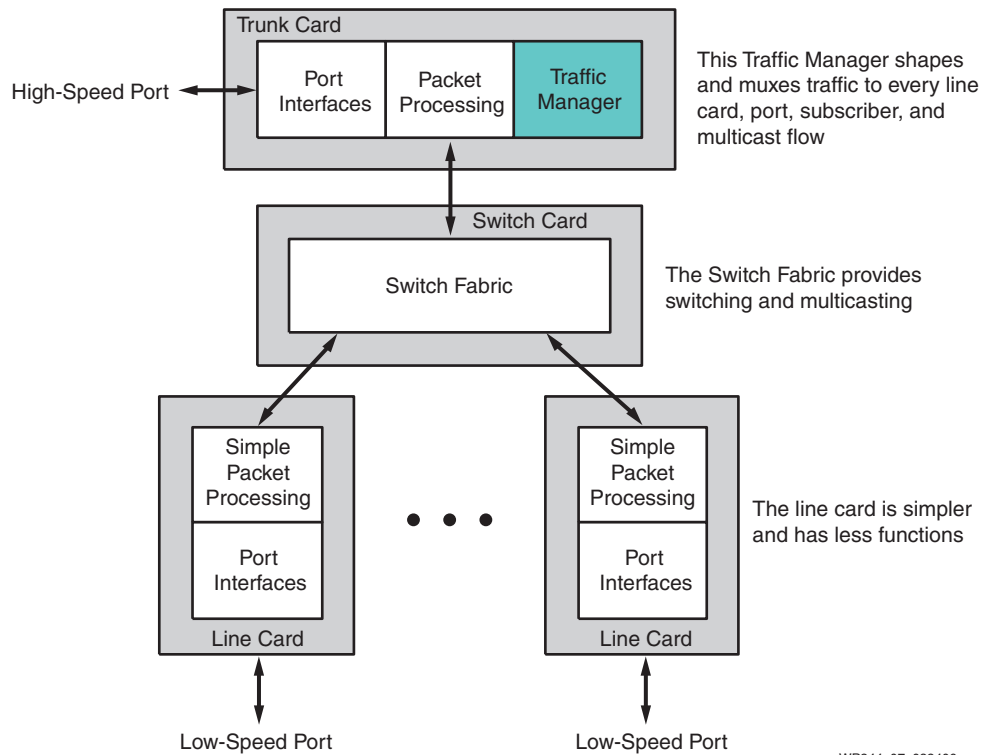 Trunk Card
High-Speed Port
Port
Interfaces
Packet
Processing
Traffic
Manager
This Traffic Manager shapes
and muxes traffic to every line
card, port, subscriber, and
multicast flow
Switch Card
Switch Fabric
The Switch Fabric provides
switching and multicasting
Simple
Packet
Processing
Port
Interfaces
Line Card
Low-Speed Port
Simple
Packet
Processing
Port
Interfaces
Line Card
Low-Speed Port
The line card is simpler
and has less functions